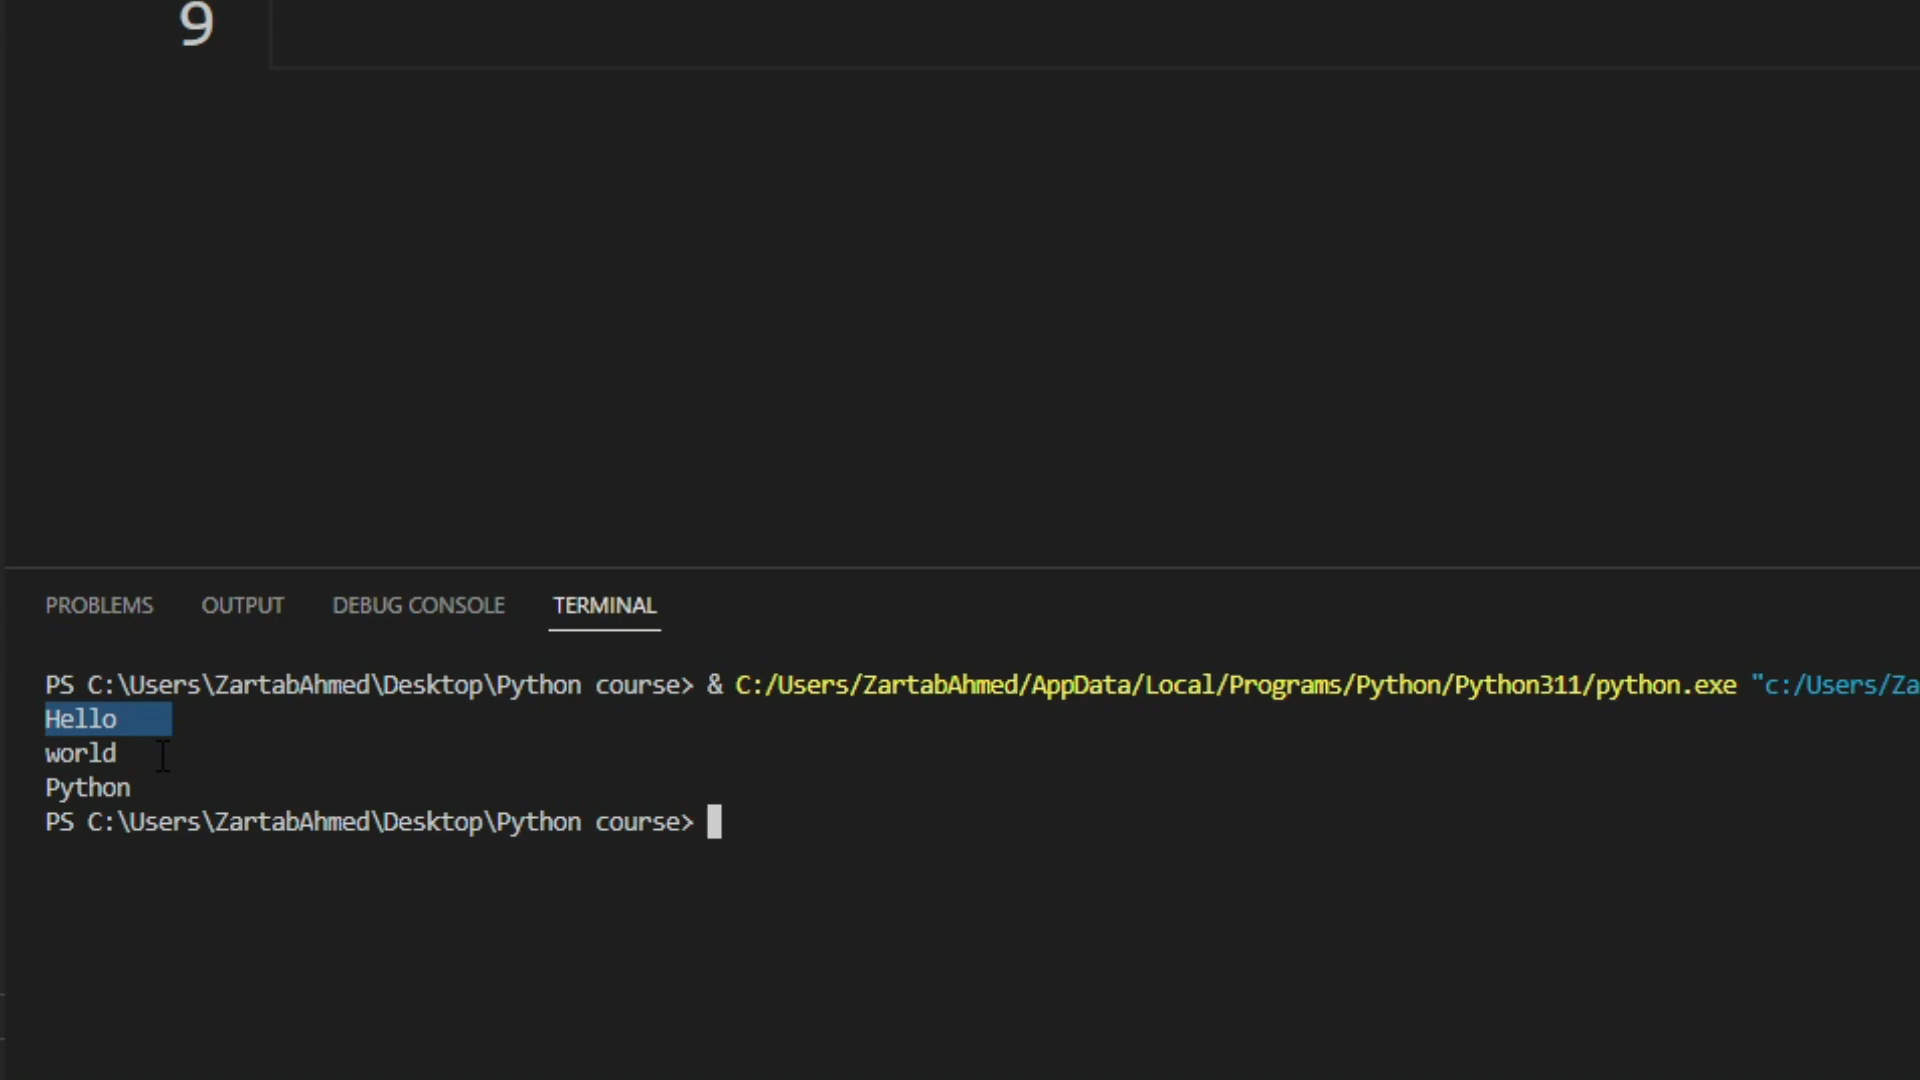 9
PROBLEMS OUTPUT DEBUG CONSOLE TERMINAL
PS C:\Users\ZartabAhmed\Desktop\Python course> & C:/Users/ZartabAhmed/AppData/Local/Programs/Python/Python311/python.exe "c:/Users/Za
Hello
world
Python
PS C:\Users\ZartabAhmed\Desktop\Python course>